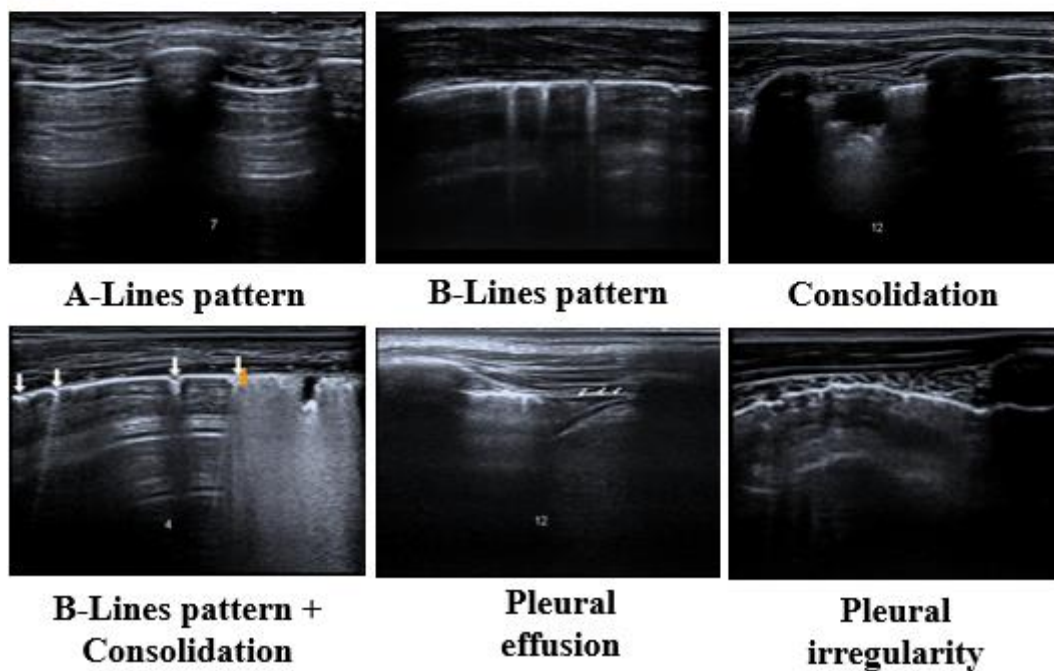 7
12
A-Lines pattern
B-Lines pattern
Consolidation
4
12
B-Lines pattern +
Consolidation
Pleural
effusion
Pleural
irregularity